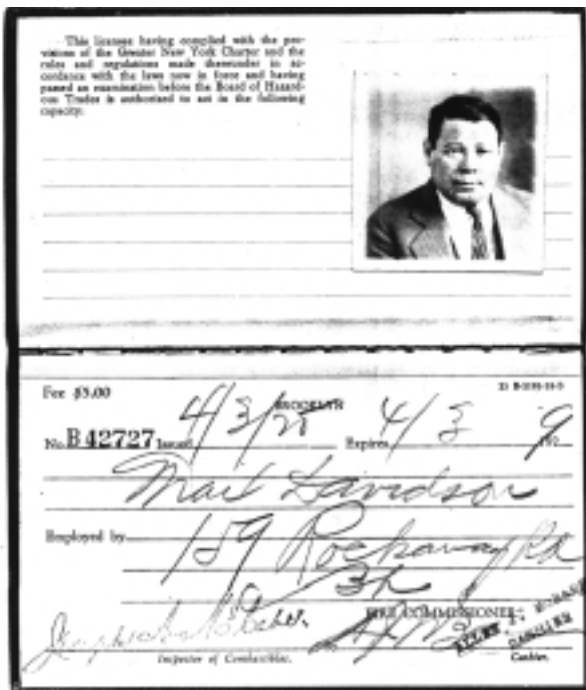 This licensee having complied with the pro-
visions of the Greater New York Charter and the
rules and regulations made thereunder in ac-
cordance with the laws now in force and having
passed an examination before the Board of Hazard-
ous Trades is authorized to act in the following
capacity:
Fee $5.00
BROOKLYN
No. B 42727 Issued 4/3/25 Expires 4/3 192
Davidson
Employed by 159 Rockaway
FIRE COMMISSIONER
Inspector of Combustibles.
Cashier.